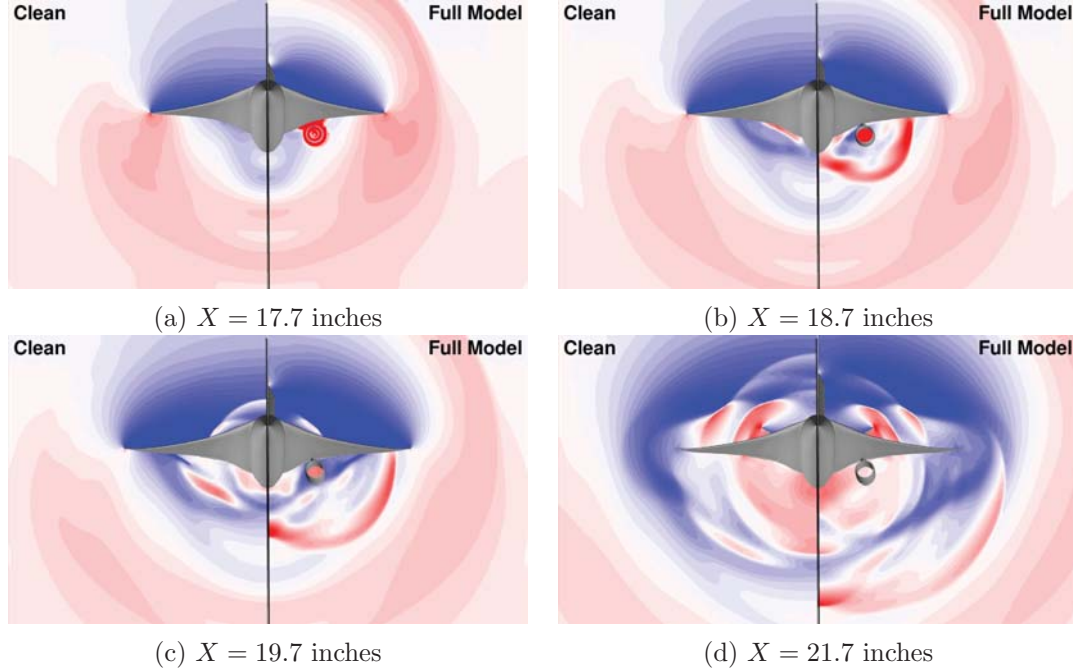 Clean Full Model Clean Full Model
(a) X = 17.7 inches (b) X = 18.7 inches
Clean Full Model Clean Full Model
(c) X = 19.7 inches (d) X = 21.7 inches